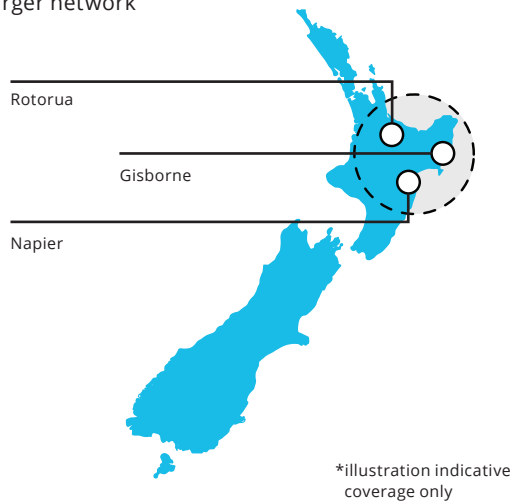 network
Rotorua
Gisborne
Napier
*illustration indicative
coverage only